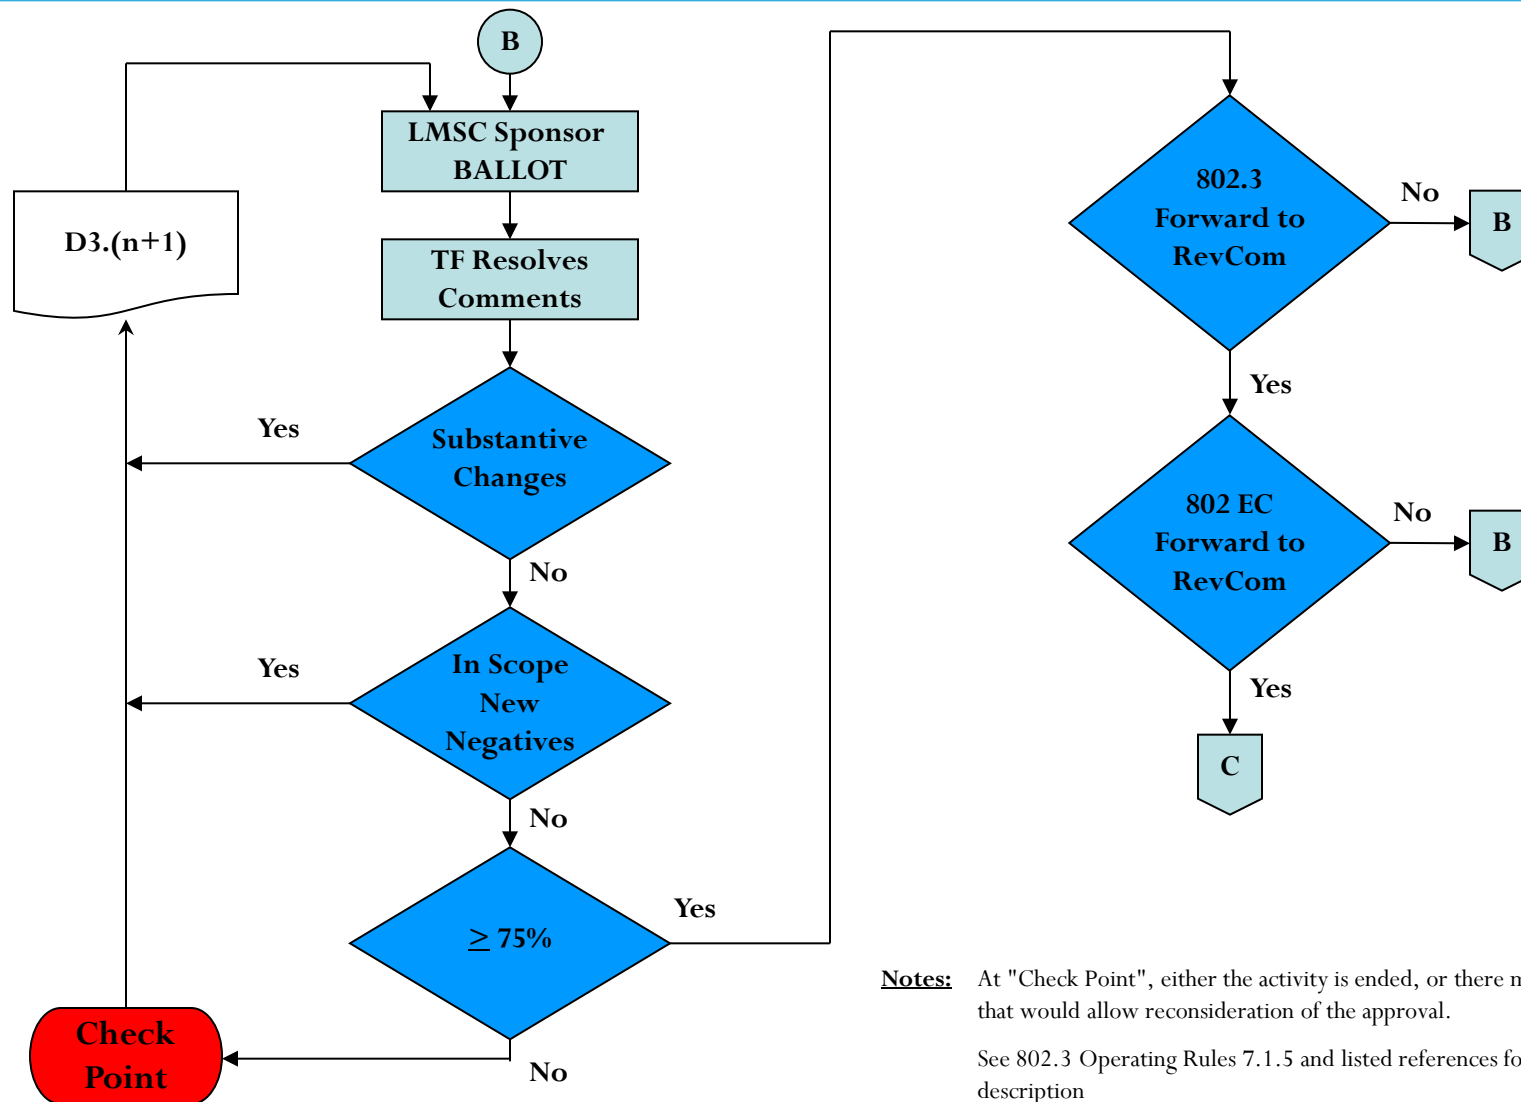 B
LMSC Sponsor
BALLOT
D3.(n+1)
TF Resolves
Comments
Yes
Substantive
Changes
No
Yes
In Scope
New
Negatives
No
≥ 75%
Yes
Check
Point
No
802.3
Forward to
RevCom
No
B
Yes
802 EC
Forward to
RevCom
No
B
Yes
C
Notes: At "Check Point", either the activity is ended, or there
that would allow reconsideration of the approval.
See 802.3 Operating Rules 7.1.5 and listed references
description